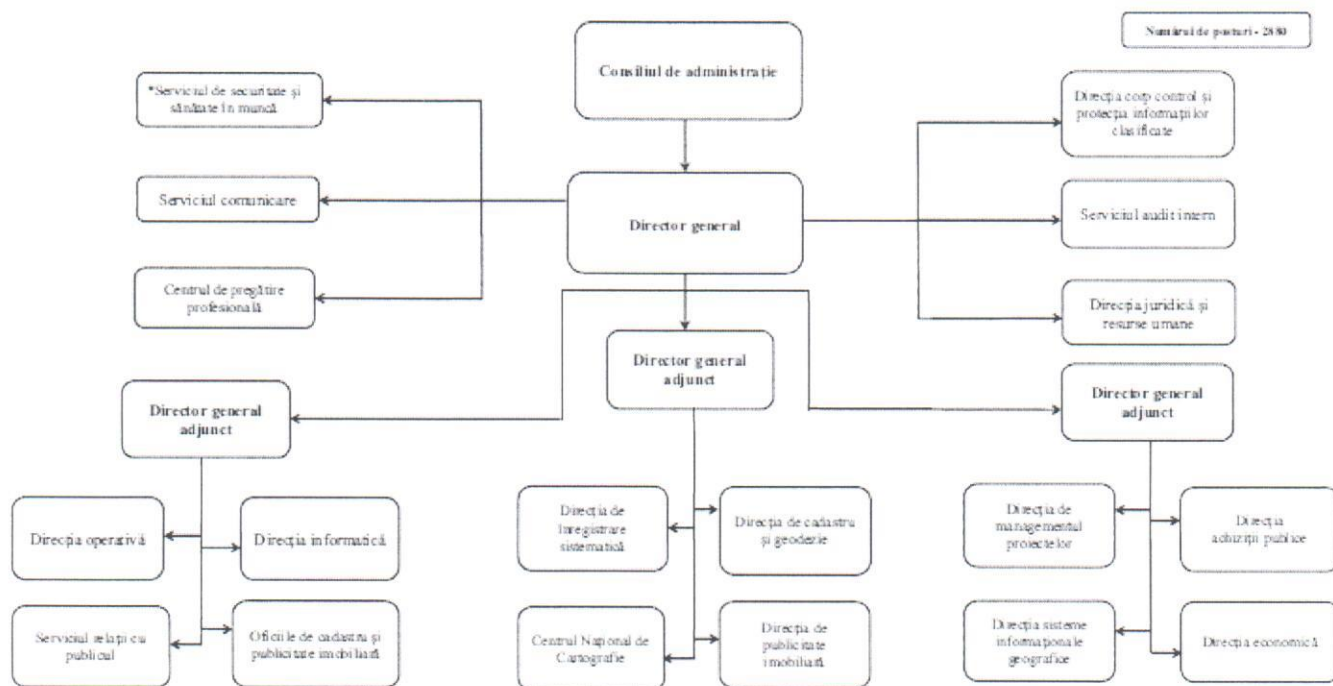 Numărul de posturi - 2880
Consiliul de administrație
*Serviciul de securitate și
sănătate în muncă
Direcția corp control și
protecția informațiilor
clasificate
Serviciul comunicare
Director general
Serviciul audit intern
Centrul de pregătire
profesională
Direcția juridică și
resurse umane
Director general
adjunct
Director general
adjunct
Director general
adjunct
Direcția operativă
Direcția informatică
Serviciul relații cu
publicul
Oficiile de cadastru și
publicitate imobiliară
Direcția de
înregistrare
sistematică
Direcția de cadastru
și geodezie
Centrul Național de
Cartografie
Direcția de
publicitate
imobiliară
Direcția de
managementul
proiectelor
Direcția
achiziții publice
Direcția sisteme
informaționale
geografice
Direcția economică